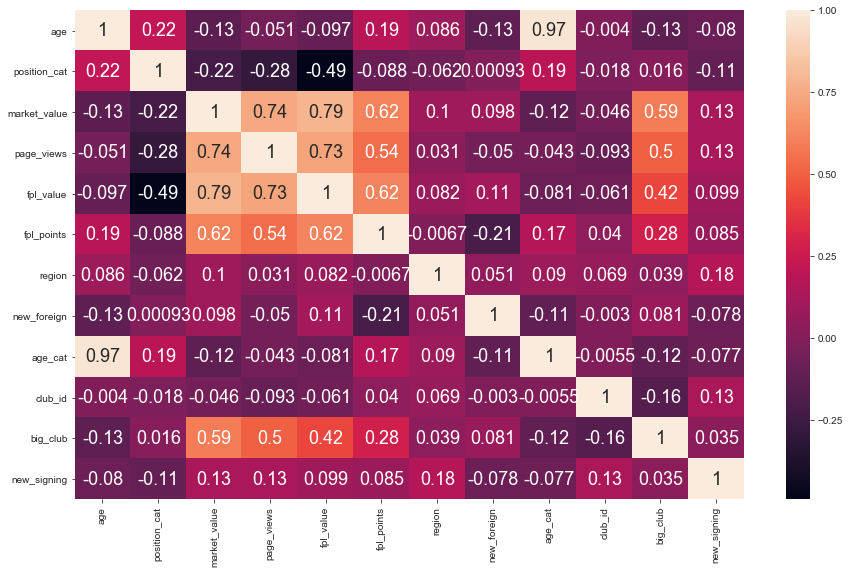 age 1 0.22 -0.13 -0.051 -0.097 0.19 0.086 -0.13 0.97 -0.004 -0.13 -0.08
position_cat 0.22 1 -0.22 -0.28 -0.49 -0.088 -0.062 0.00093 0.19 -0.018 0.016 -0.11
market_value -0.13 -0.22 1 0.74 0.79 0.62 0.1 0.098 -0.12 -0.046 0.59 0.13
page_views -0.051 -0.28 0.74 1 0.73 0.54 0.031 -0.05 -0.043 -0.093 0.5 0.13
fpl_value -0.097 -0.49 0.79 0.73 1 0.62 0.082 0.11 -0.081 -0.061 0.42 0.099
fpl_points 0.19 -0.088 0.62 0.54 0.62 1 -0.0067 -0.21 0.17 0.04 0.28 0.085
region 0.086 -0.062 0.1 0.031 0.082 -0.0067 1 0.051 0.09 0.069 0.039 0.18
new_foreign -0.13 0.00093 0.098 -0.05 0.11 -0.21 0.051 1 -0.11 -0.003 0.081 -0.078
age_cat 0.97 0.19 -0.12 -0.043 -0.081 0.17 0.09 -0.11 1 -0.0055 -0.12 -0.077
club_id -0.004 -0.018 -0.046 -0.093 -0.061 0.04 0.069 -0.003 -0.0055 1 -0.16 0.13
big_club -0.13 0.016 0.59 0.5 0.42 0.28 0.039 0.081 -0.12 -0.16 1 0.035
new_signing -0.08 -0.11 0.13 0.13 0.099 0.085 0.18 -0.078 -0.077 0.13 0.035 1
age position_cat market_value page_views fpl_value fpl_points region new_foreign age_cat club_id big_club new_signing
1.00
0.75
0.50
0.25
0.00
−0.25